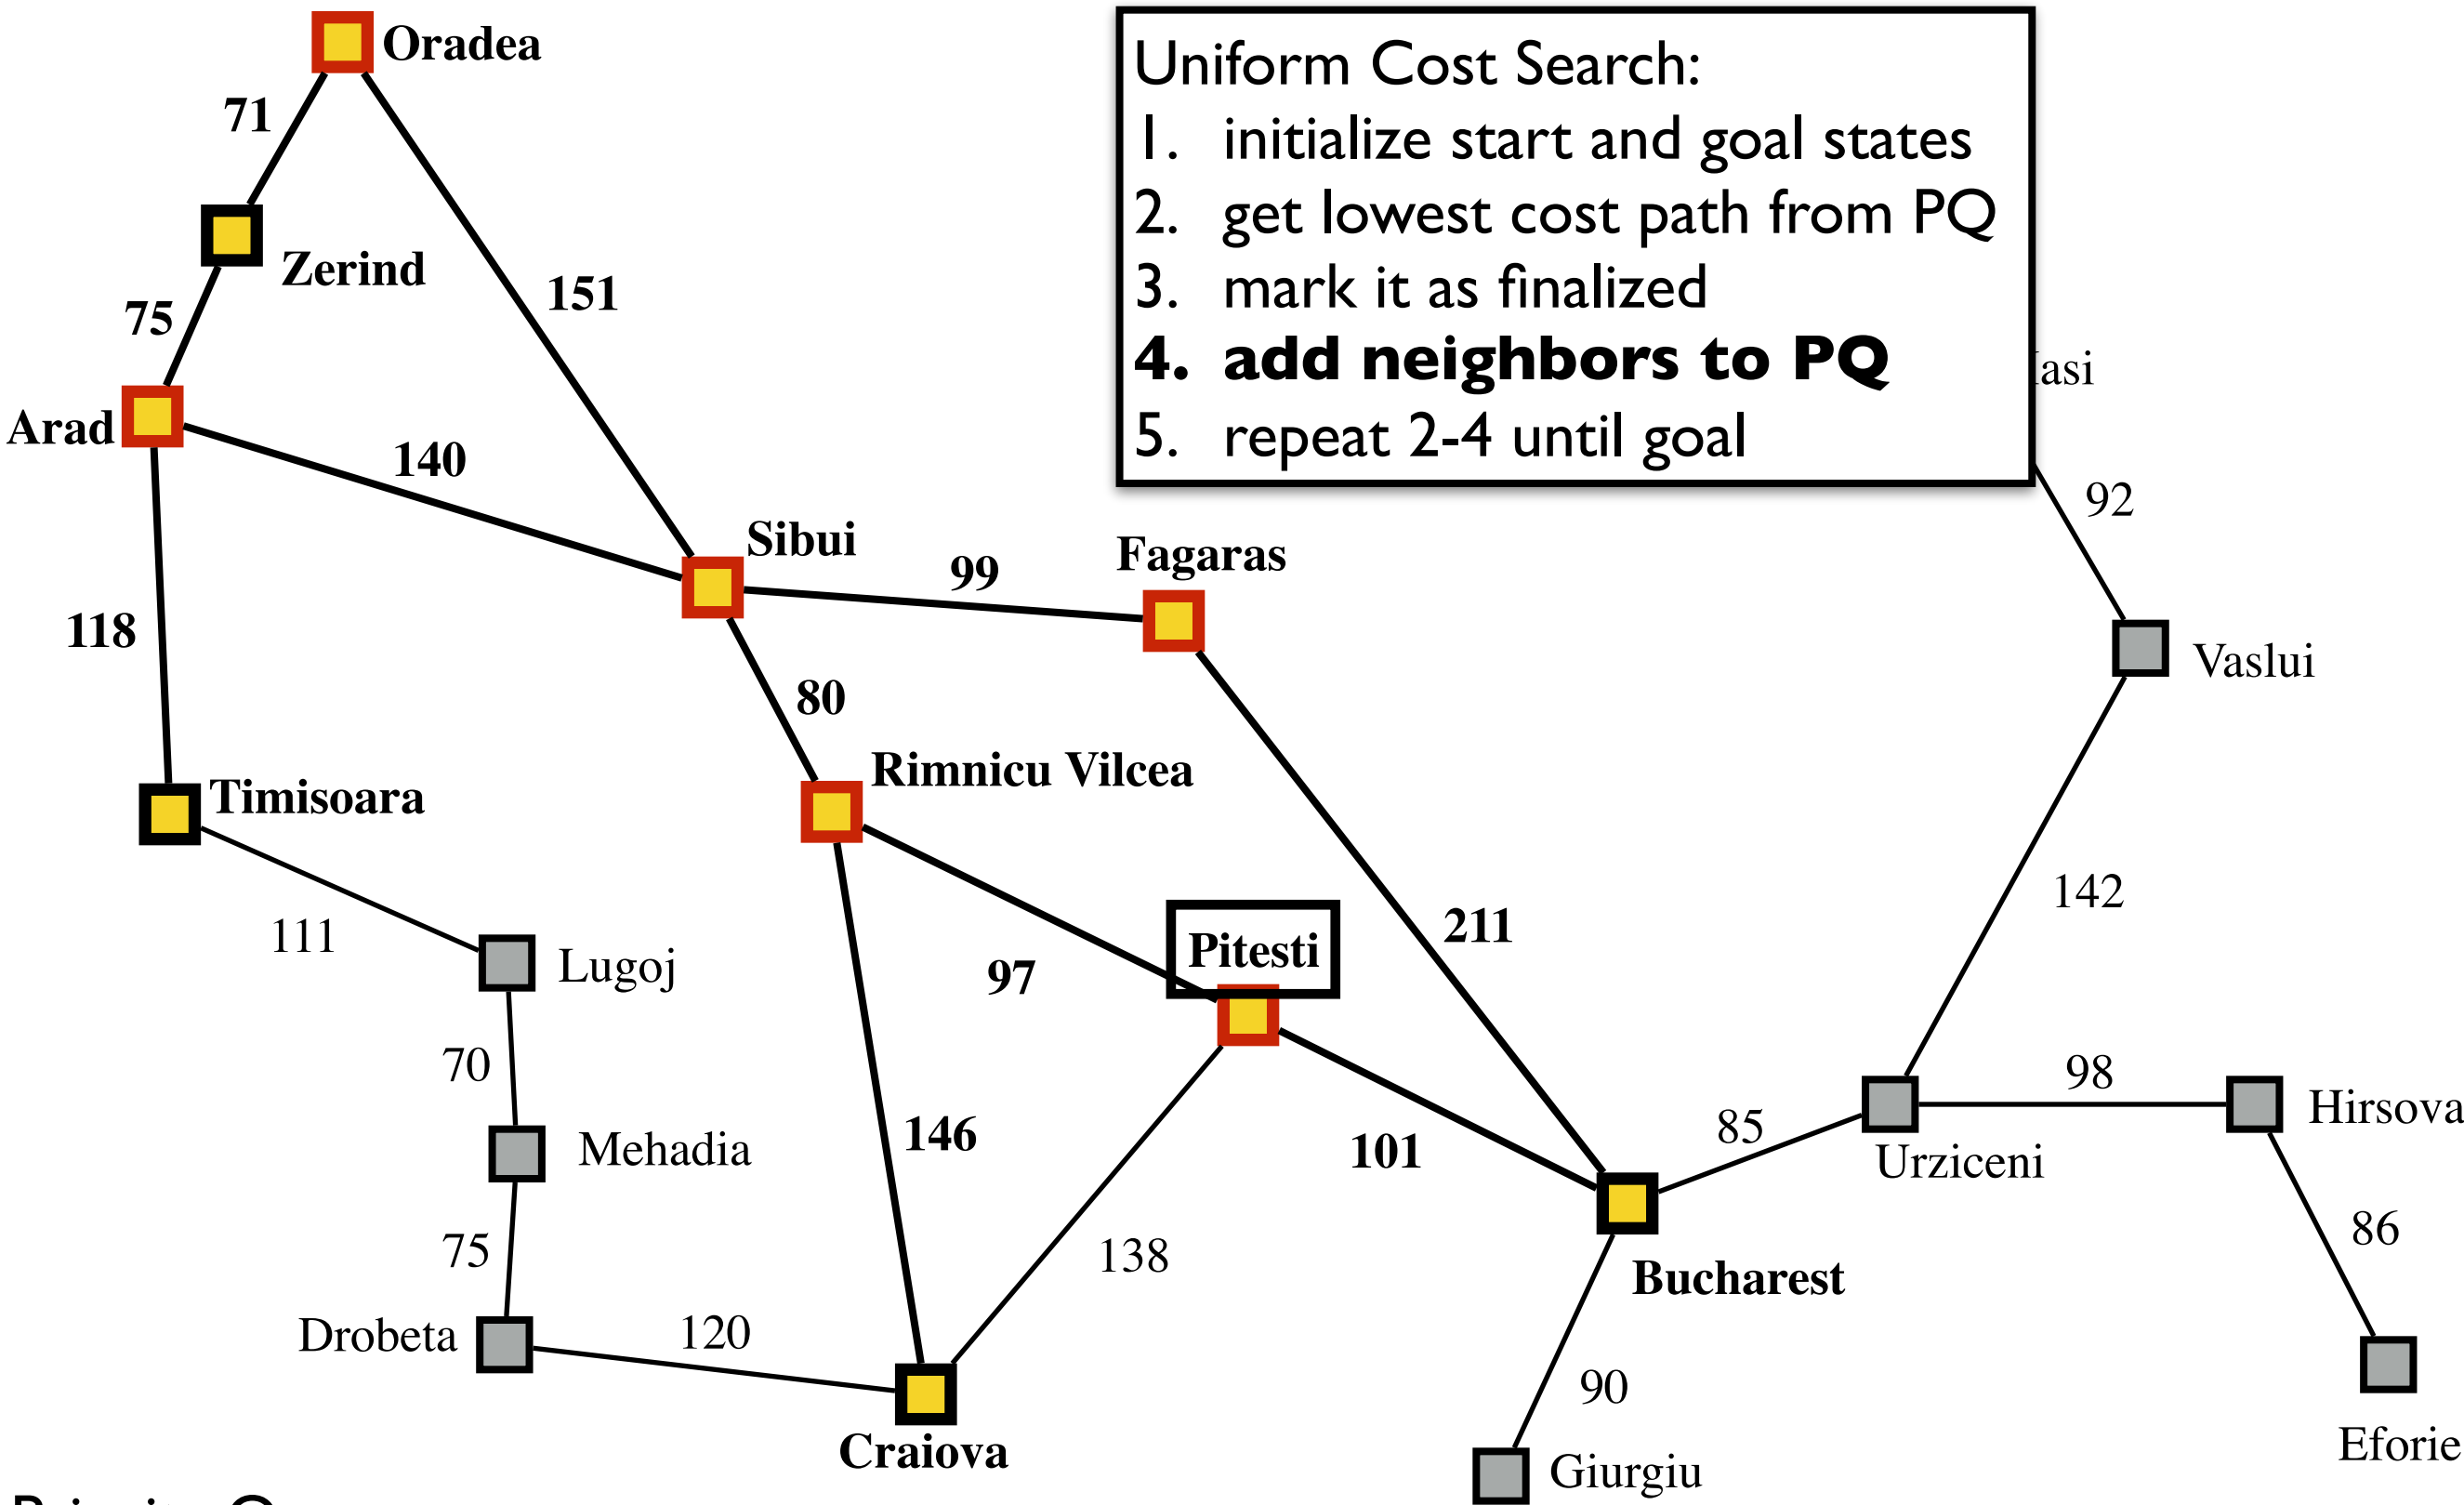 Oradea
Uniform Cost Search:
1. initialize start and goal states
2. get lowest cost path from PQ
3. mark it as finalized
4. add neighbors to PQ
5. repeat 2-4 until goal
71
Zerind
151
75
Iasi
Arad
140
92
Sibui
99
Fagaras
118
Vaslui
80
Rimnicu Vilcea
Timisoara
142
211
111
Lugoj
97
Pitesti
70
98
Hirsova
Mehadia
146
101
85
Urziceni
75
138
86
Bucharest
Drobeta
120
90
Craiova
Giurgiu
Eforie